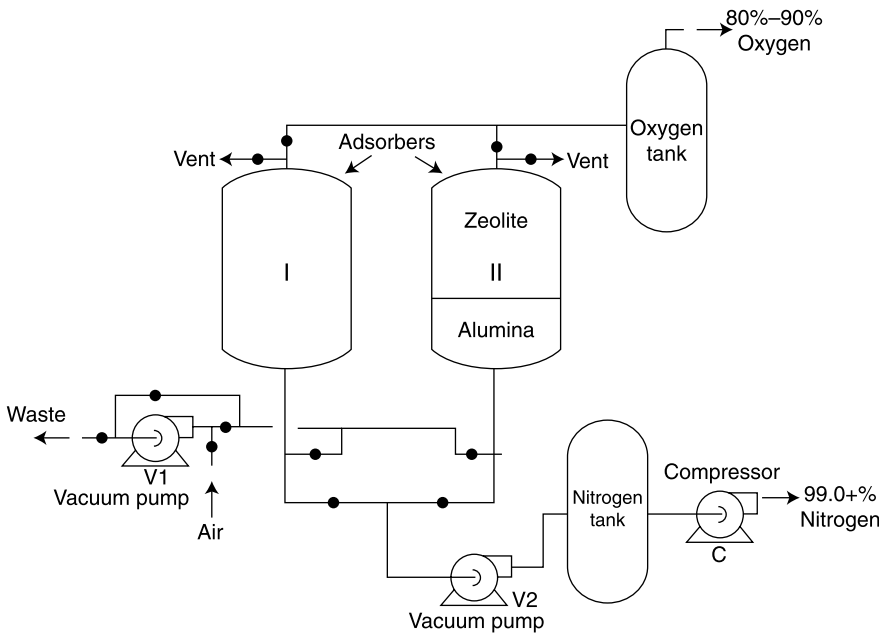 80%–90%
Oxygen
Oxygen
tank
Adsorbers
Vent
Vent
Zeolite
I
II
Alumina
Waste
V1
Vacuum pump
Air
Nitrogen
tank
Compressor
99.0+%
Nitrogen
C
V2
Vacuum pump